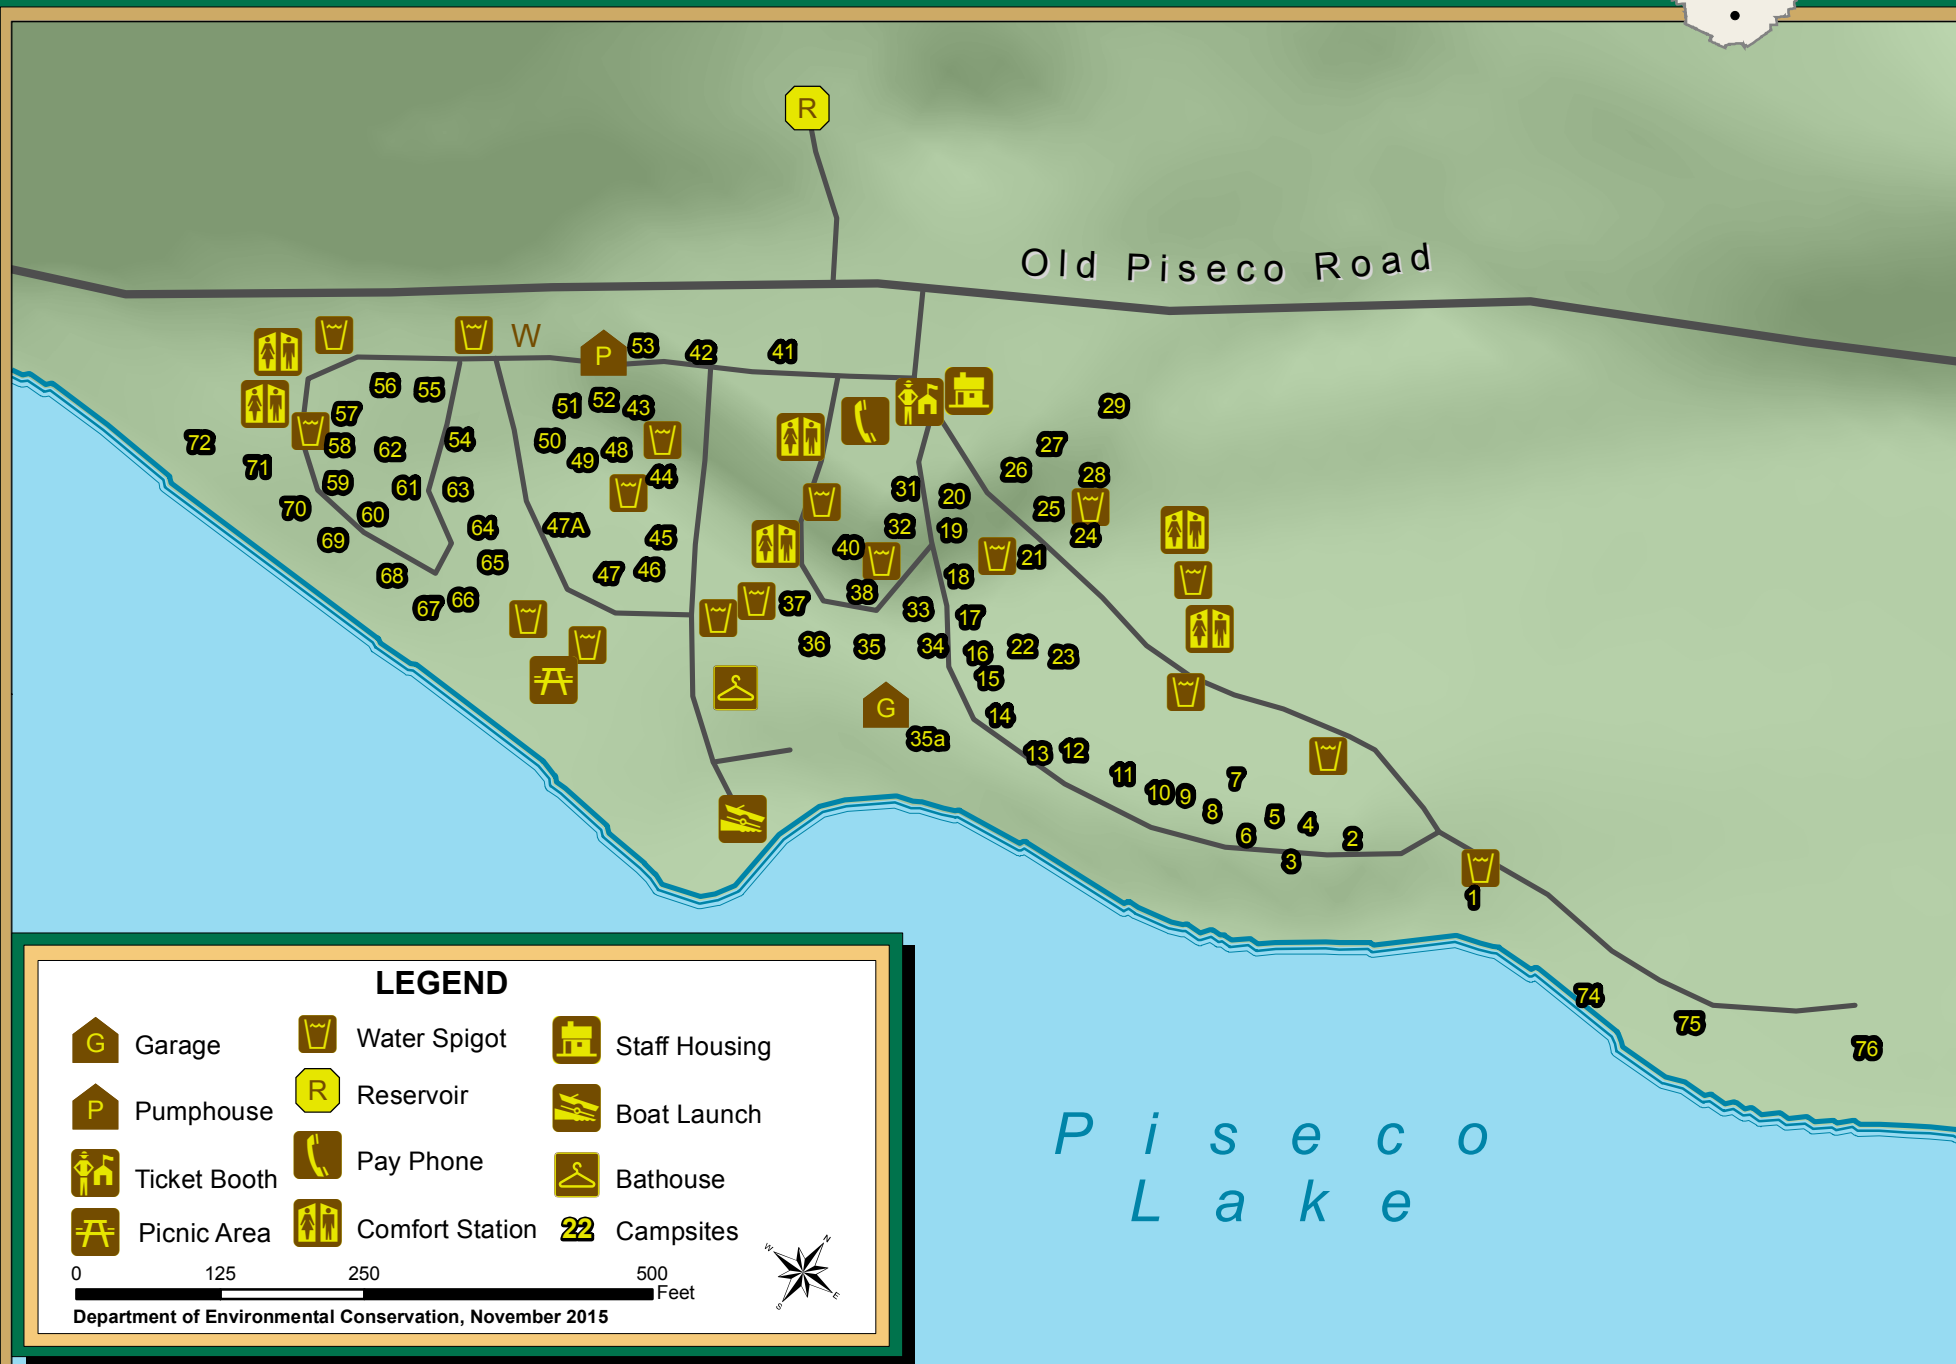 R
Old Piseco Road
W
P
53
42
41
56
55
51
52
43
29
57
72
58
62
54
50
49
48
27
71
59
61
63
44
31
20
26
28
70
60
64
47A
32
19
25
24
69
45
40
21
68
65
47
46
18
67
66
37
38
33
17
36
35
34
16
22
23
15
G
14
35a
13
12
11
10
9
7
8
5
4
6
2
3
1
74
75
76
Piseco
Lake
LEGEND
G Garage
Water Spigot
Staff Housing
P Pumphouse
R Reservoir
Boat Launch
Ticket Booth
Pay Phone
Bathouse
Picnic Area
Comfort Station
22 Campsites
0 125 250 500
Feet
N
W
E
S
Department of Environmental Conservation, November 2015